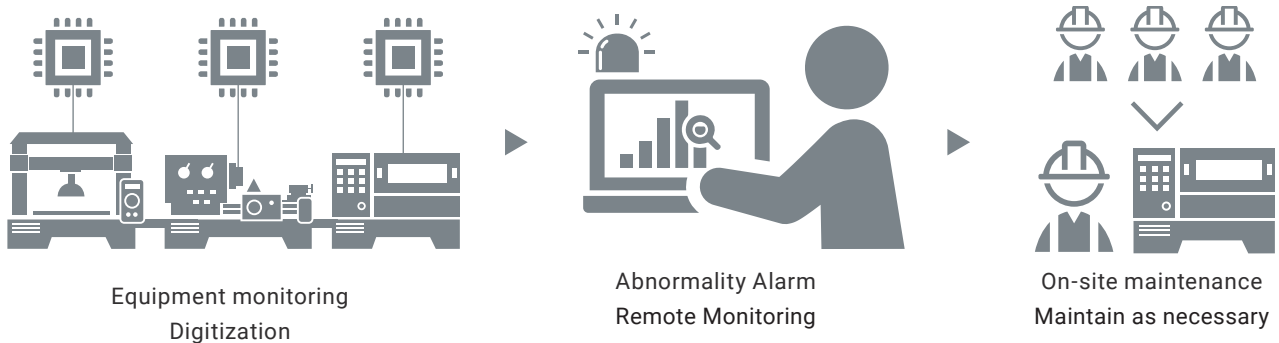 Equipment monitoring
Digitization
Abnormality Alarm
Remote Monitoring
On-site maintenance
Maintain as necessary